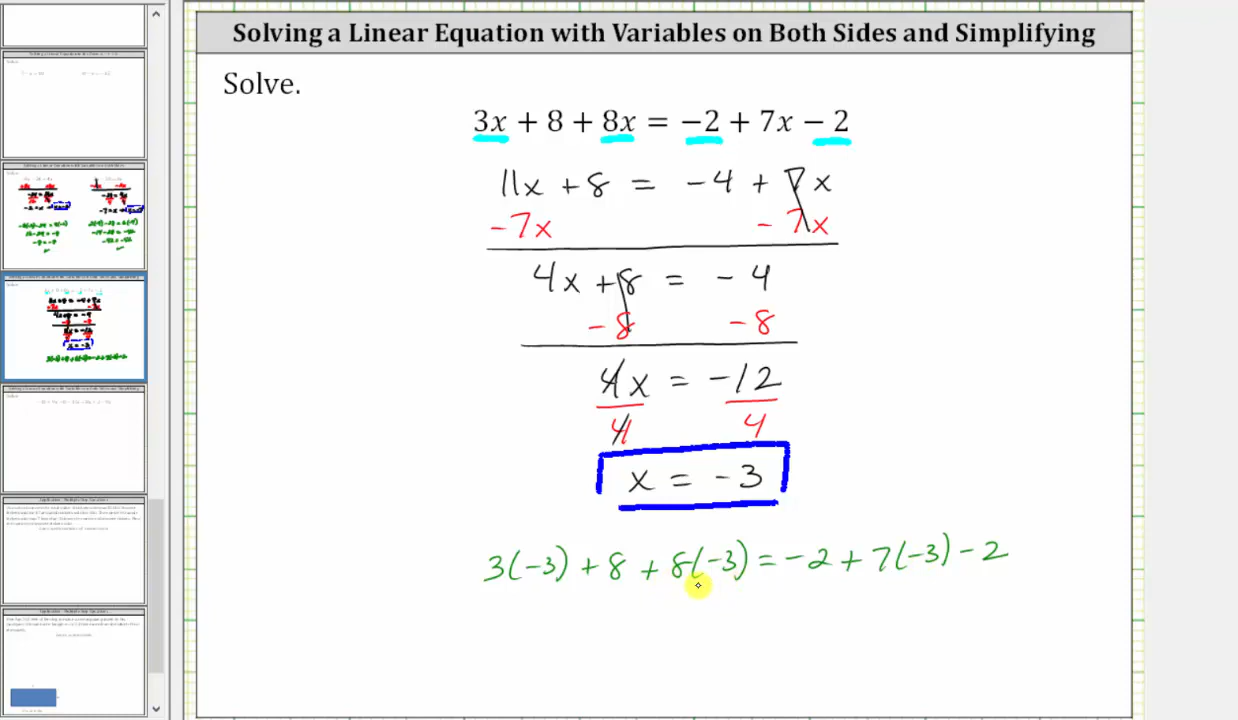 Solving a Linear Equation with Variables on Both Sides and Simplifying
Solve.
3x + 8 + 8x = −2 + 7x − 2
11x + 8 = -4 + 7x
-7x - 7x
4x + 8 = -4
-8 -8
4x = -12
4 4
x = -3
3(-3) + 8 + 8(-3) = -2 + 7(-3) - 2